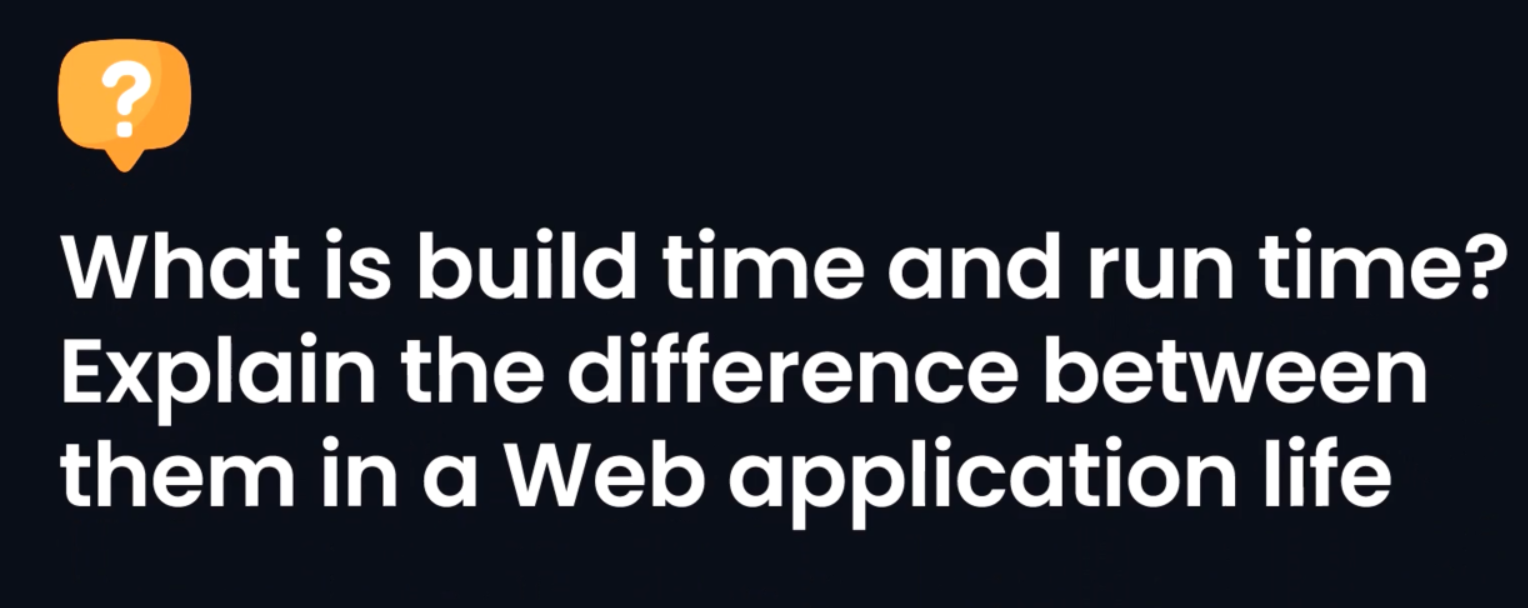 ?
What is build time and run time?
Explain the difference between
them in a Web application life